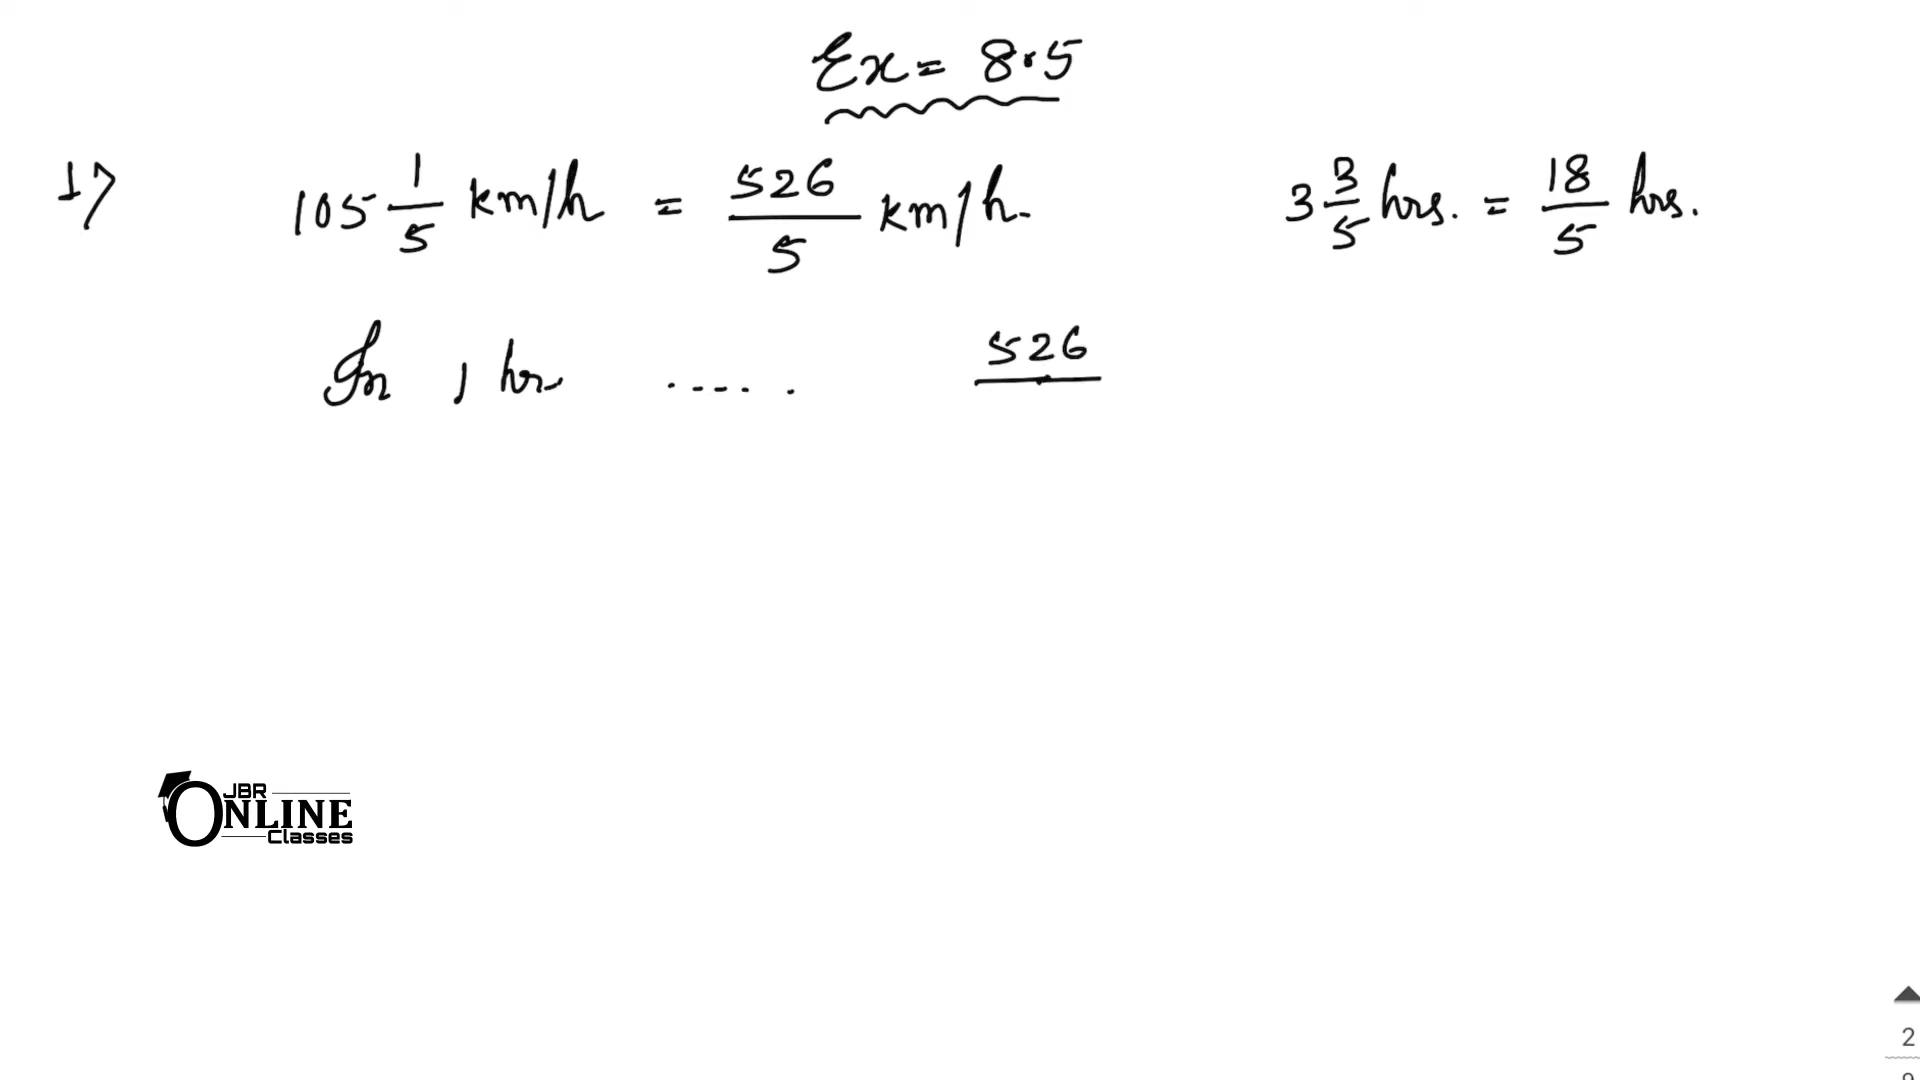 Ex = 8.5
1) 105 1/5 km/h = 526/5 km/h. 3 3/5 hrs. = 18/5 hrs.
In 1 hr ..... 526
JBR
ONLINE
Classes
2